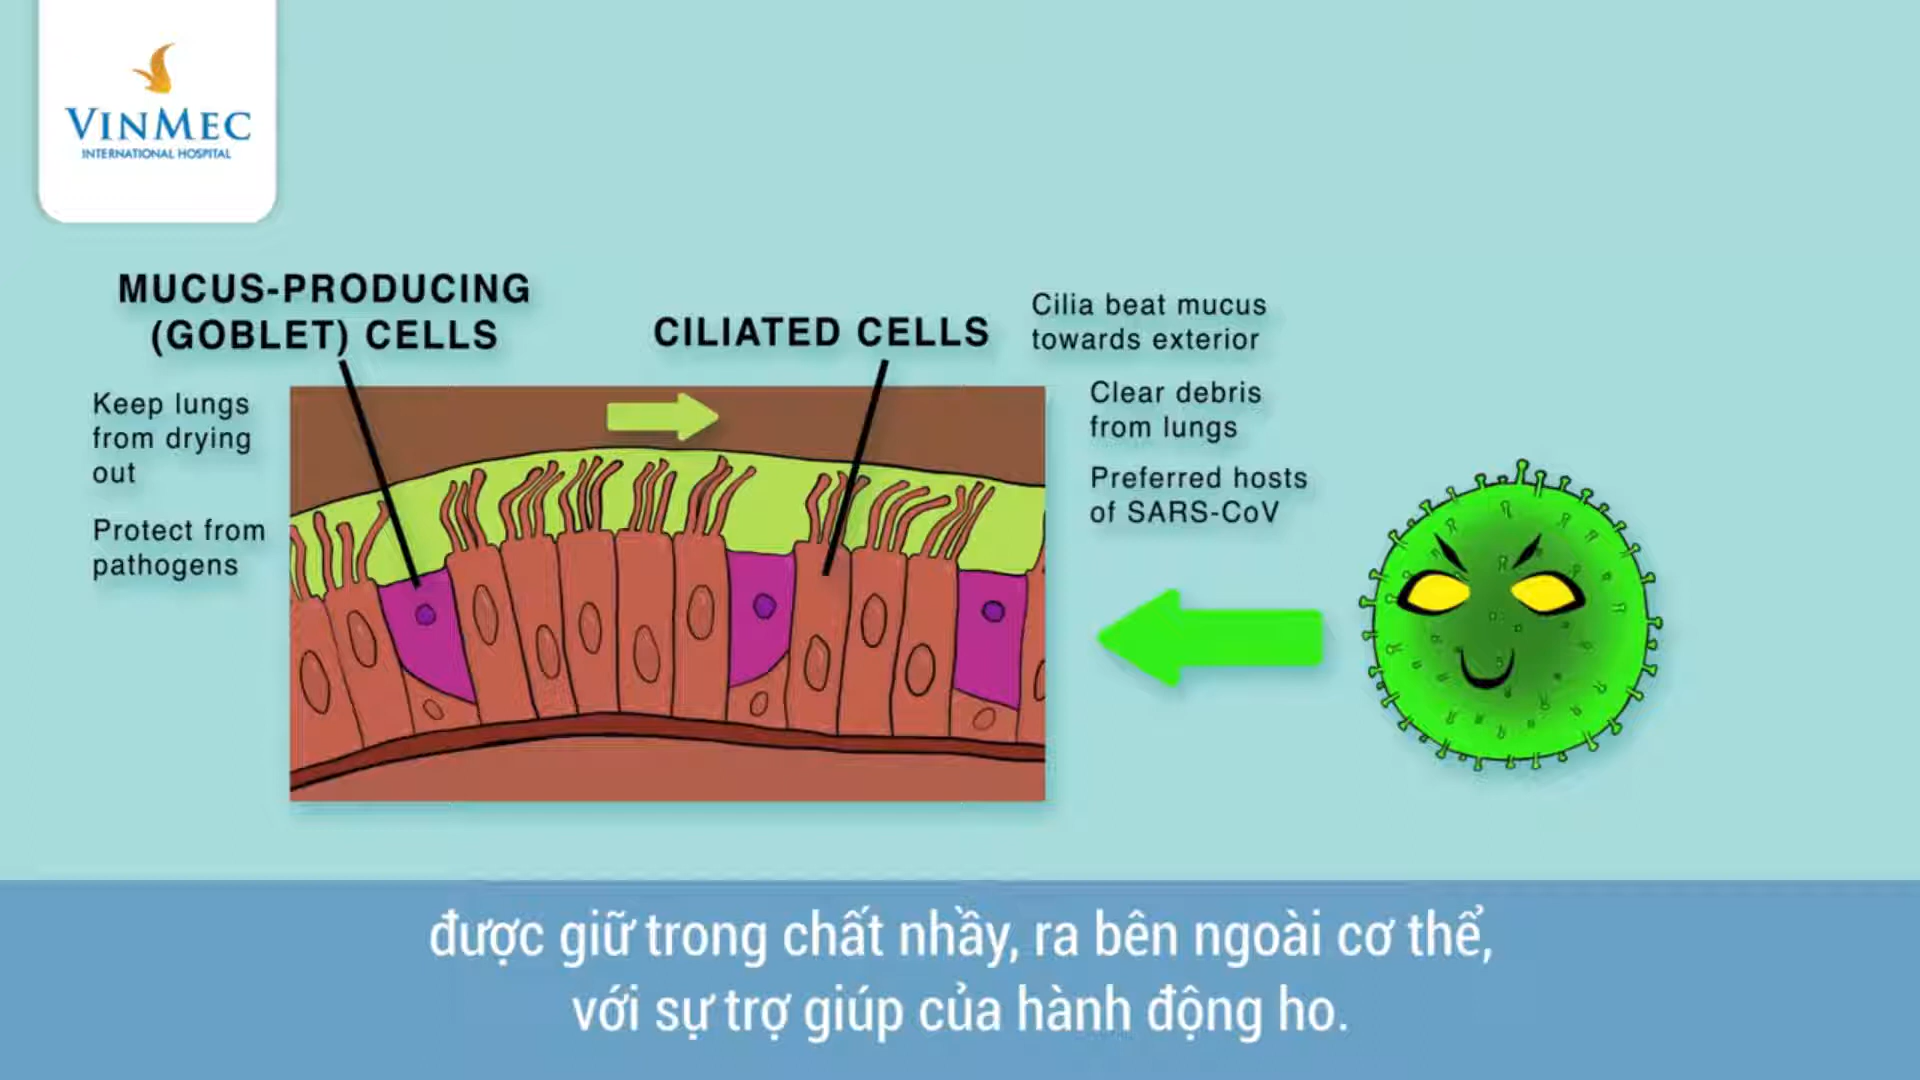 VINMEC
INTERNATIONAL HOSPITAL
MUCUS-PRODUCING
(GOBLET) CELLS
Keep lungs
from drying
out
Protect from
pathogens
CILIATED CELLS
Cilia beat mucus
towards exterior
Clear debris
from lungs
Preferred hosts
of SARS-CoV
được giữ trong chất nhầy, ra bên ngoài cơ thể,
với sự trợ giúp của hành động ho.